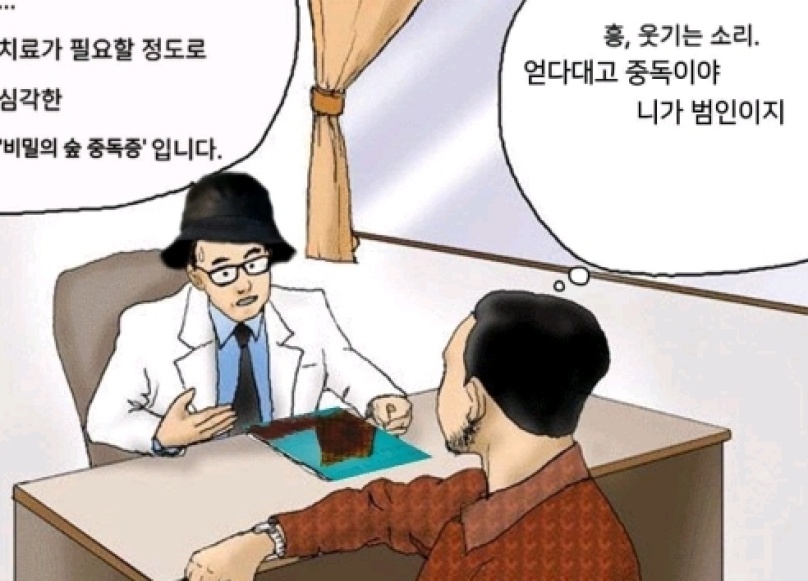 ...
치료가 필요할 정도로
심각한
'비밀의 숲 중독증' 입니다.
흥, 웃기는 소리.
얻다대고 중독이야
니가 범인이지